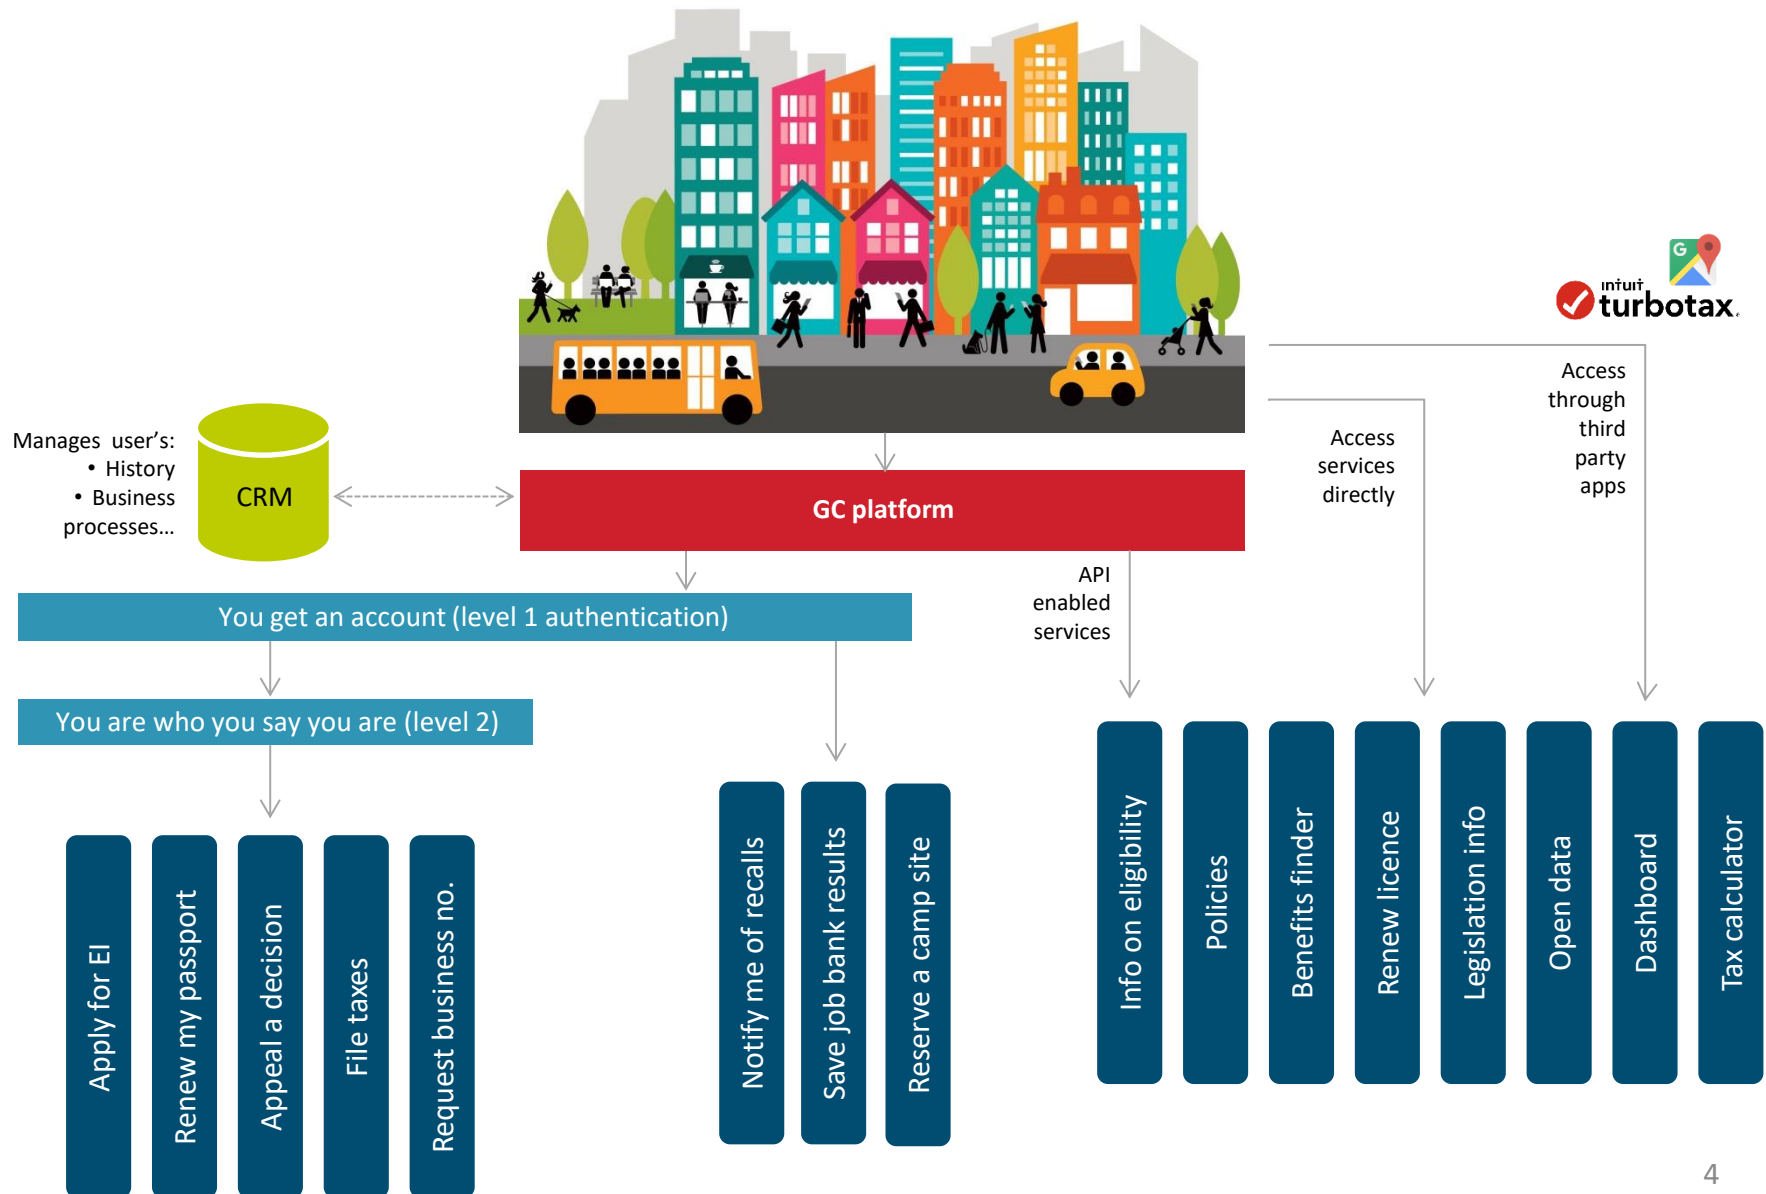 G
intuit
turbotax.
Access
through
third
party
apps
Access
services
directly
Manages user's:
• History
• Business
processes...
CRM
GC platform
API
enabled
services
You get an account (level 1 authentication)
You are who you say you are (level 2)
Apply for EI
Renew my passport
Appeal a decision
File taxes
Request business no.
Notify me of recalls
Save job bank results
Reserve a camp site
Info on eligibility
Policies
Benefits finder
Renew licence
Legislation info
Open data
Dashboard
Tax calculator
4